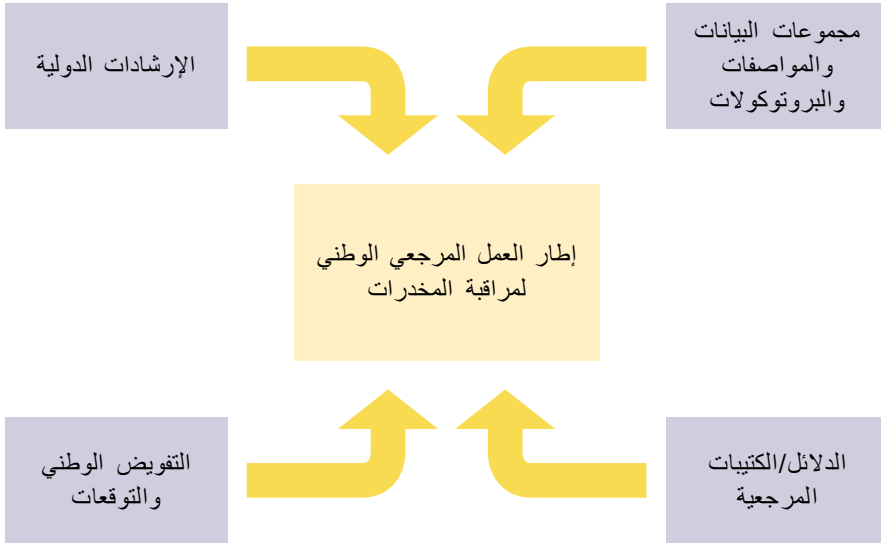 مجموعات البيانات
والمواصفات
والبروتوكولات
الإرشادات الدولية
إطار العمل المرجعي الوطني
لمراقبة المخدرات
الدلائل/الكتيبات
المرجعية
التفويض الوطني
والتوقعات